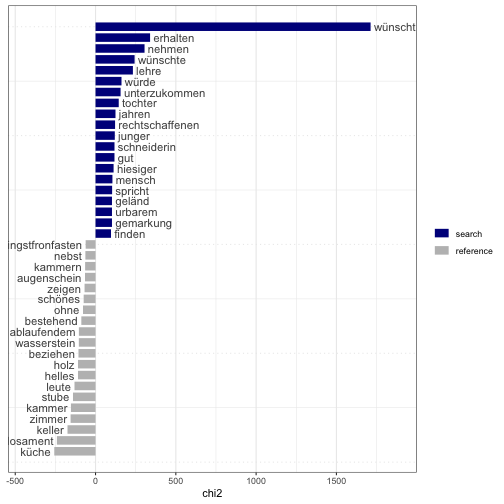 wünscht
erhalten
nehmen
wünschte
lehre
würde
unterzukommen
tochter
jahren
rechtschaffenen
junger
schneiderin
gut
hiesiger
mensch
spricht
geländ
urbarem
gemarkung
finden
ingstfronfasten
nebst
kammern
augenschein
zeigen
schönes
ohne
bestehend
ablaufendem
wasserstein
beziehen
holz
helles
leute
stube
kammer
zimmer
keller
osament
küche
-500 0 500 1000 1500
chi2
search
reference